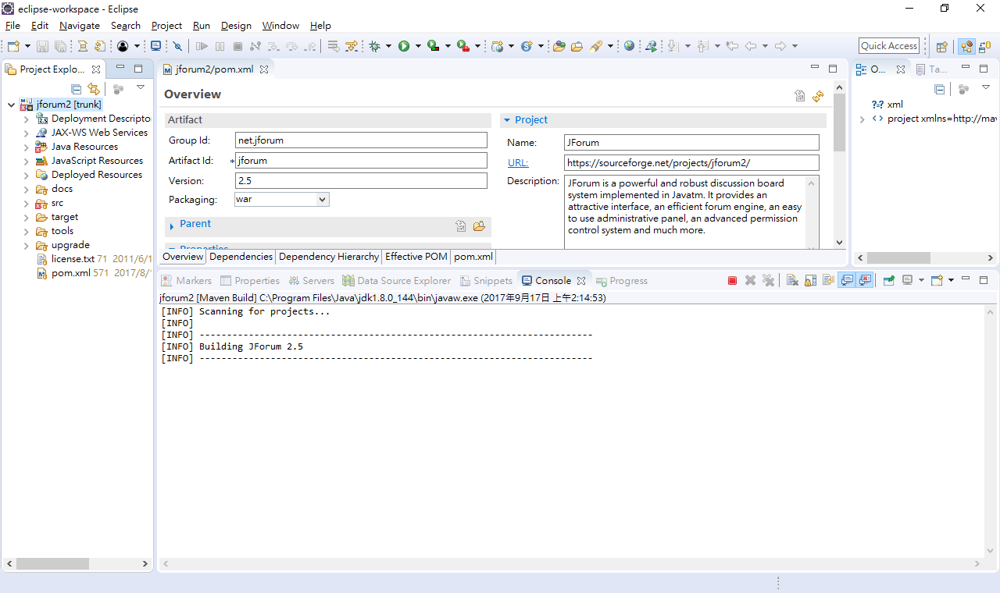 eclipse-workspace - Eclipse
File Edit Navigate Search Project Run Design Window Help
Quick Access
Project Explo...
jforum2 [trunk]
Deployment Descripto
JAX-WS Web Services
Java Resources
JavaScript Resources
Deployed Resources
docs
src
target
tools
upgrade
license.txt 71 2011/6/1
pom.xml 571 2017/8/1
jforum2/pom.xml
Overview
Artifact
Group Id: net.jforum
Artifact Id: * jforum
Version: 2.5
Packaging: war
Parent
Properties
Project
Name: JForum
URL: https://sourceforge.net/projects/jforum2/
Description: JForum is a powerful and robust discussion board
system implemented in Javatm. It provides an
attractive interface, an efficient forum engine, an easy
to use administrative panel, an advanced permission
control system and much more.
Overview Dependencies Dependency Hierarchy Effective POM pom.xml
O... Ta...
?=? xml
<> project xmlns=http://mav
Markers Properties Servers Data Source Explorer Snippets Console Progress
jforum2 [Maven Build] C:\Program Files\Java\jdk1.8.0_144\bin\javaw.exe (2017年9月17日 上午2:14:53)
[INFO] Scanning for projects...
[INFO]
[INFO] ------------------------------------------------------------------------
[INFO] Building JForum 2.5
[INFO] ------------------------------------------------------------------------